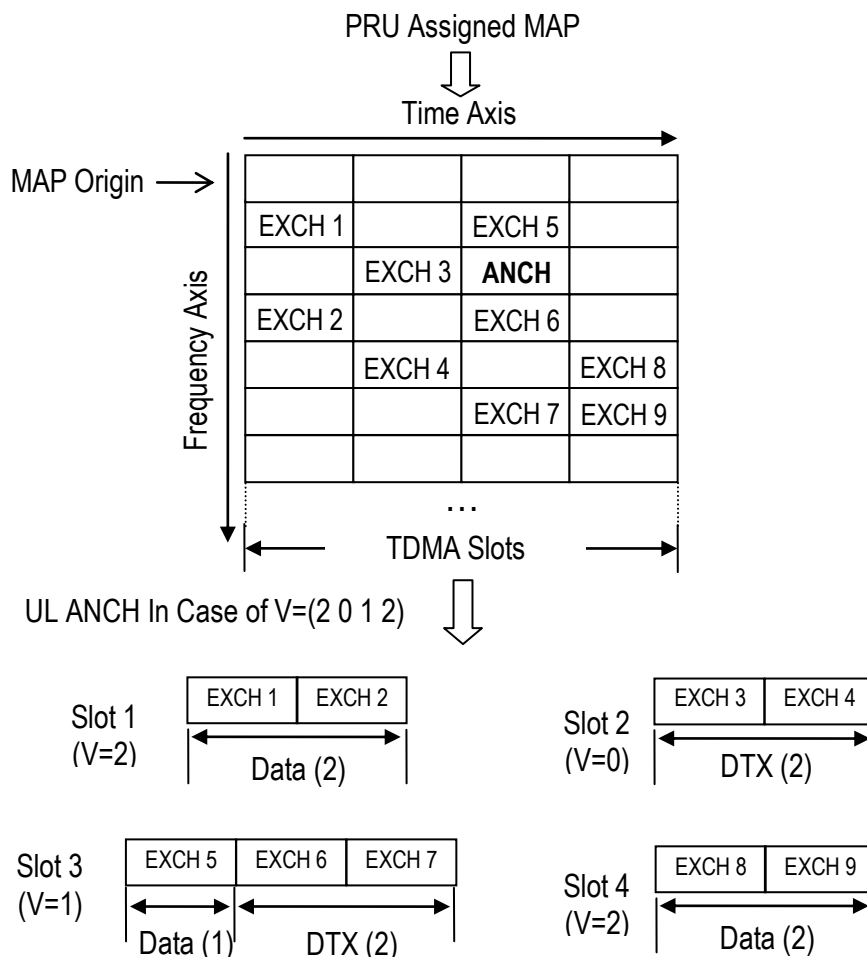 PRU Assigned MAP
Time Axis
MAP Origin
Frequency Axis
EXCH 1 EXCH 5
EXCH 3 ANCH
EXCH 2 EXCH 6
EXCH 4 EXCH 8
EXCH 7 EXCH 9
...
TDMA Slots
UL ANCH In Case of V=(2 0 1 2)
Slot 1
(V=2)
EXCH 1 EXCH 2
Data (2)
Slot 2
(V=0)
EXCH 3 EXCH 4
DTX (2)
Slot 3
(V=1)
EXCH 5 EXCH 6 EXCH 7
Data (1) DTX (2)
Slot 4
(V=2)
EXCH 8 EXCH 9
Data (2)